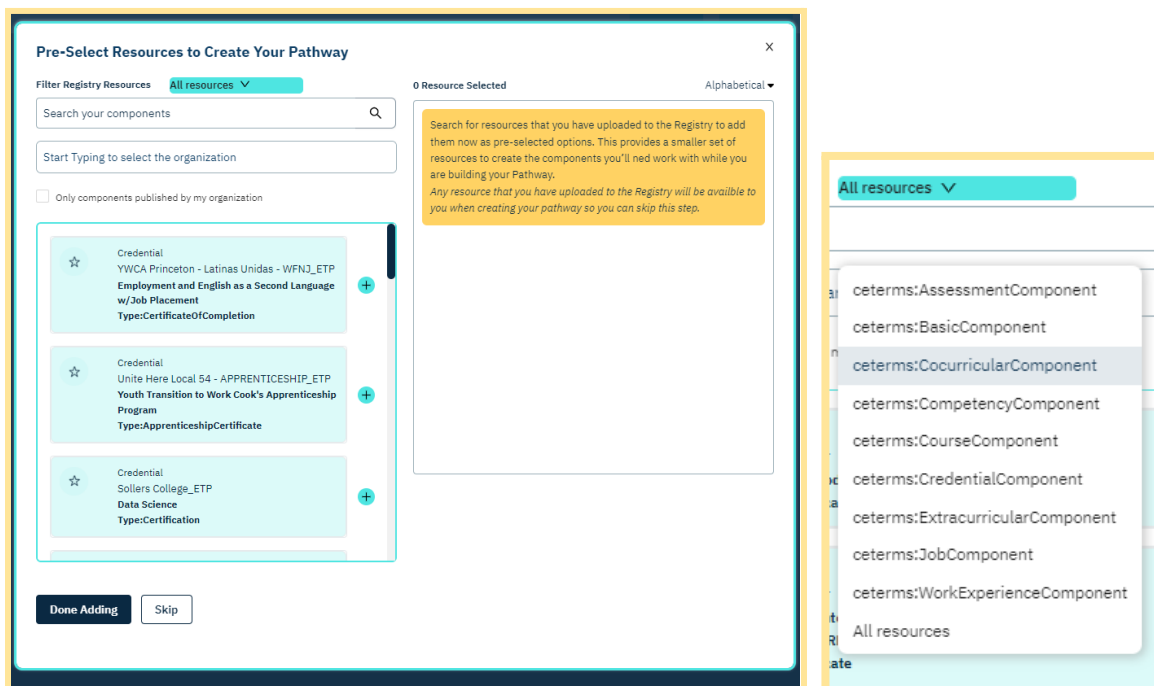 Pre-Select Resources to Create Your Pathway
X
Filter Registry Resources
All resources
Search your components
Start Typing to select the organization
Only components published by my organization
Credential
YWCA Princeton - Latinas Unidas - WFNJ_ETP
Employment and English as a Second Language
w/Job Placement
Type:CertificateOfCompletion
Credential
Unite Here Local 54 - APPRENTICESHIP_ETP
Youth Transition to Work Cook's Apprenticeship
Program
Type:ApprenticeshipCertificate
Credential
Sollers College_ETP
Data Science
Type:Certification
Done Adding
Skip
0 Resource Selected
Alphabetical
Search for resources that you have uploaded to the Registry to add
them now as pre-selected options. This provides a smaller set of
resources to create the components you'll ned work with while you
are building your Pathway.
Any resource that you have uploaded to the Registry will be availble to
you when creating your pathway so you can skip this step.
All resources
ceterms:AssessmentComponent
ceterms:BasicComponent
ceterms:CocurricularComponent
ceterms:CompetencyComponent
ceterms:CourseComponent
ceterms:CredentialComponent
ceterms:ExtracurricularComponent
ceterms:JobComponent
ceterms:WorkExperienceComponent
All resources